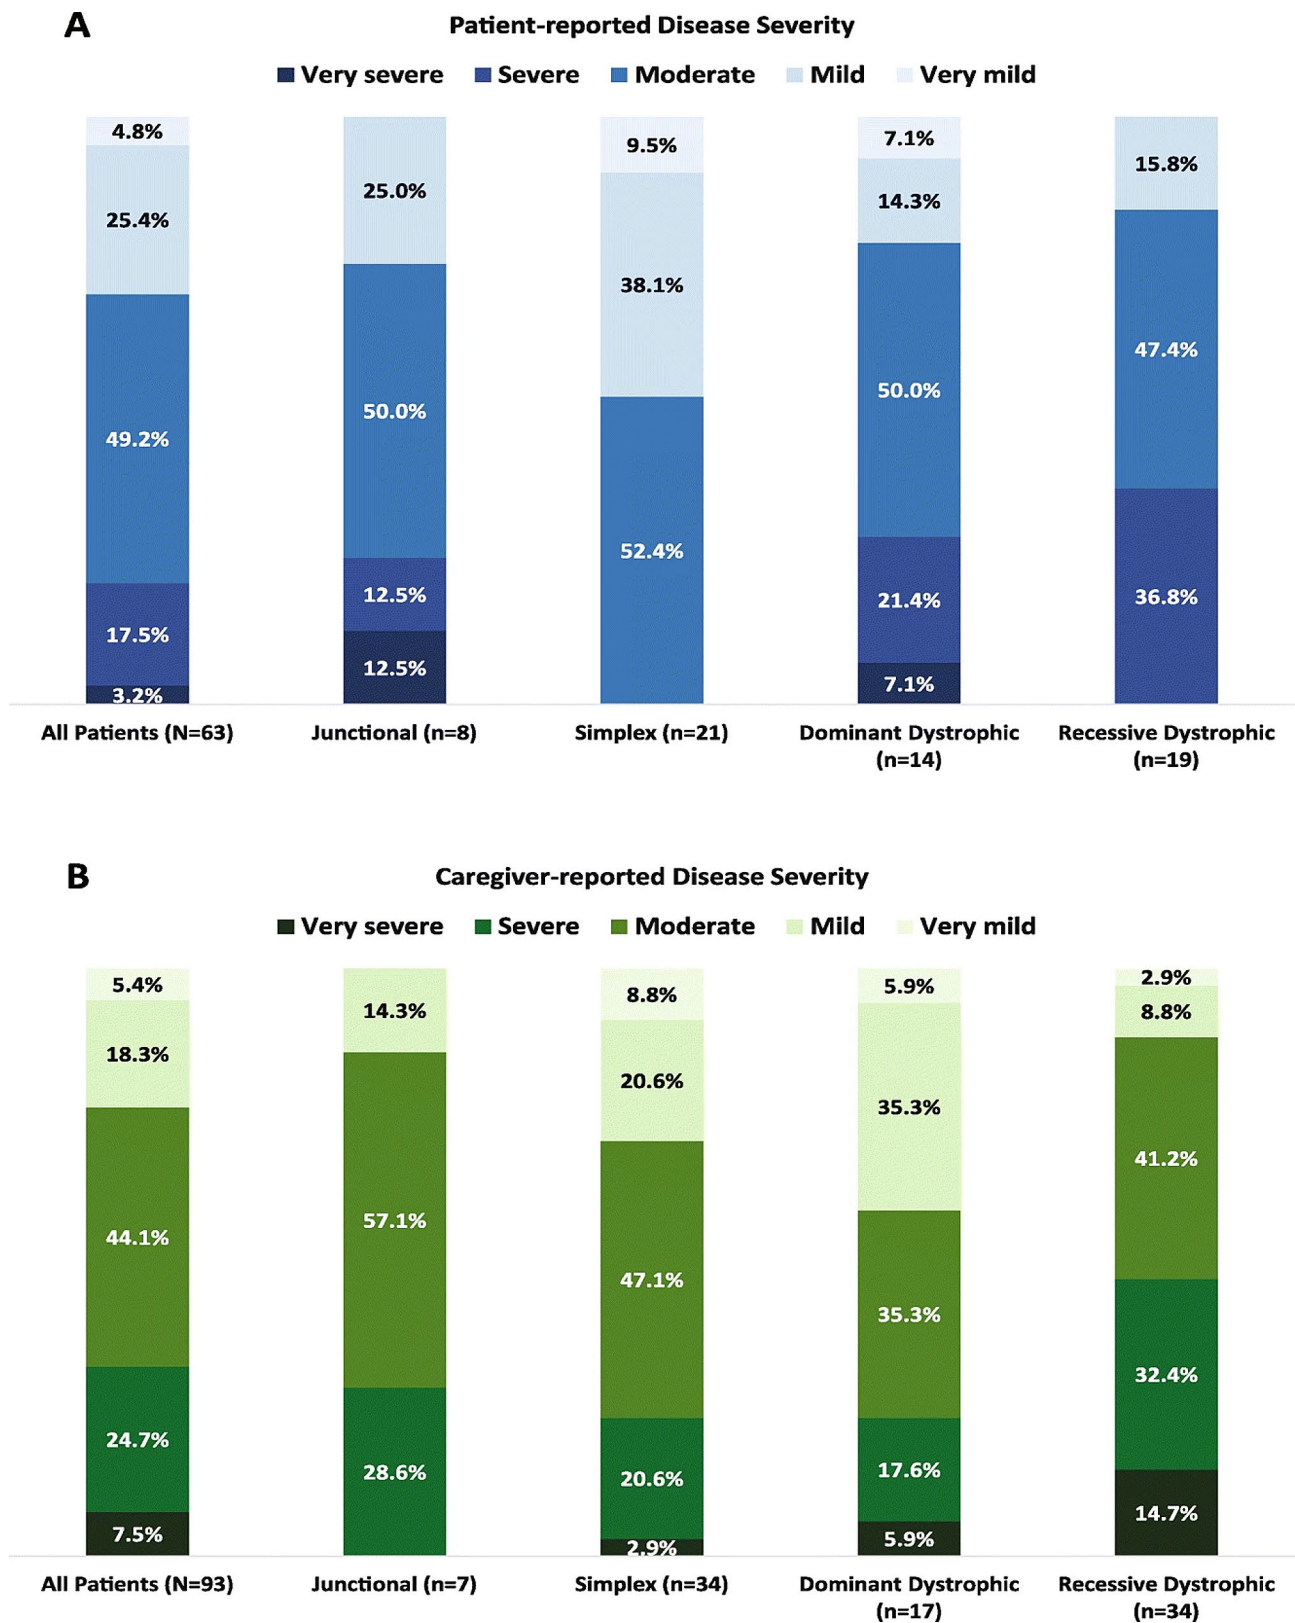 A
Patient-reported Disease Severity
Very severe Severe Moderate Mild Very mild
4.8%
25.4%
49.2%
17.5%
3.2%
25.0%
50.0%
12.5%
12.5%
9.5%
38.1%
52.4%
7.1%
14.3%
50.0%
21.4%
7.1%
15.8%
47.4%
36.8%
All Patients (N=63)
Junctional (n=8)
Simplex (n=21)
Dominant Dystrophic
(n=14)
Recessive Dystrophic
(n=19)
B
Caregiver-reported Disease Severity
Very severe Severe Moderate Mild Very mild
5.4%
18.3%
44.1%
24.7%
7.5%
14.3%
57.1%
28.6%
8.8%
20.6%
47.1%
20.6%
2.9%
5.9%
35.3%
35.3%
17.6%
5.9%
2.9%
8.8%
41.2%
32.4%
14.7%
All Patients (N=93)
Junctional (n=7)
Simplex (n=34)
Dominant Dystrophic
(n=17)
Recessive Dystrophic
(n=34)